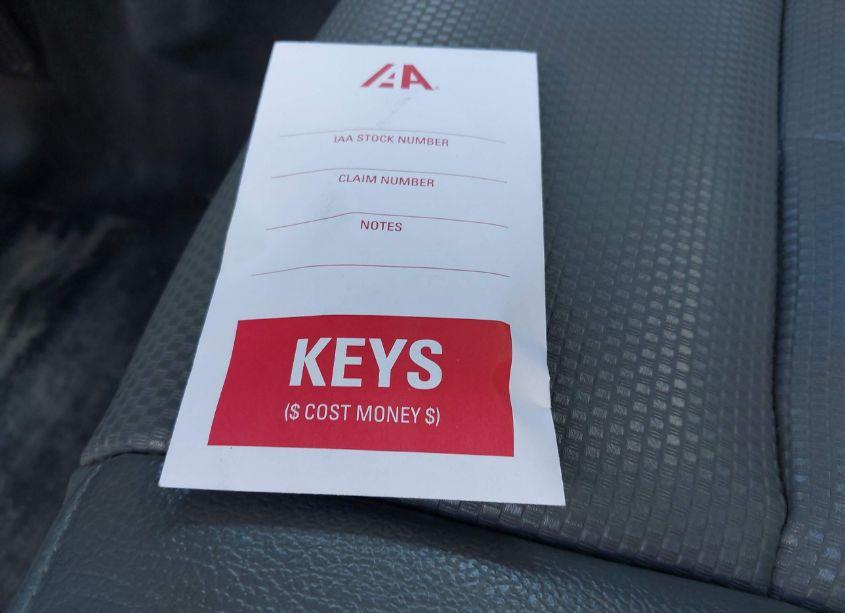 IAA
IAA STOCK NUMBER
CLAIM NUMBER
NOTES
KEYS
($ COST MONEY $)